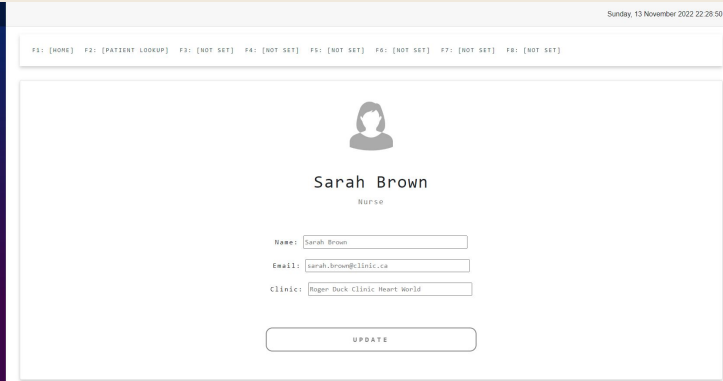 Sunday, 13 November 2022 22:28:50
F1: [HOME] F2: [PATIENT LOOKUP] F3: [NOT SET] F4: [NOT SET] F5: [NOT SET] F6: [NOT SET] F7: [NOT SET] F8: [NOT SET]
Sarah Brown
Nurse
Name: Sarah Brown
Email: sarah.brown@clinic.ca
Clinic: Roger Duck Clinic Heart World
UPDATE